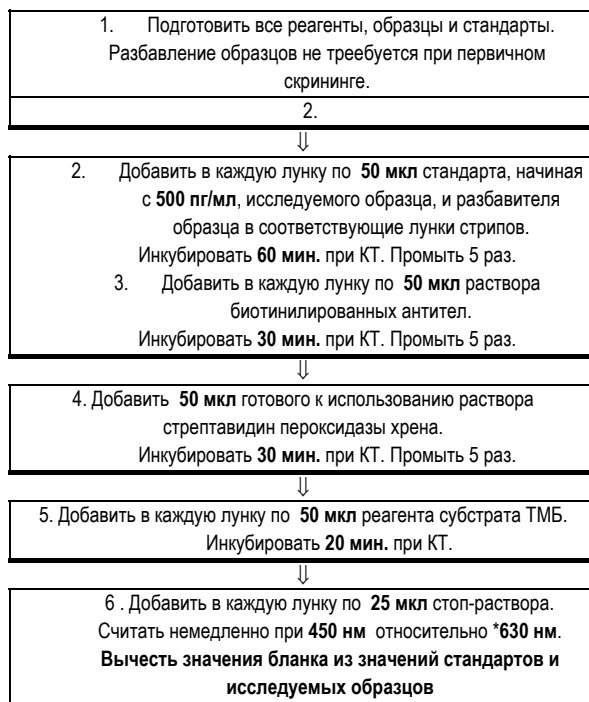 1. Подготовить все реагенты, образцы и стандарты.
Разбавление образцов не треебуется при первичном
скрининге.
2.
⇓
2. Добавить в каждую лунку по 50 мкл стандарта, начиная
с 500 пг/мл, исследуемого образца, и разбавителя
образца в соответствующие лунки стрипов.
Инкубировать 60 мин. при КТ. Промыть 5 раз.
3. Добавить в каждую лунку по 50 мкл раствора
биотинилированных антител.
Инкубировать 30 мин. при КТ. Промыть 5 раз.
⇓
4. Добавить 50 мкл готового к использованию раствора
стрептавидин пероксидазы хрена.
Инкубировать 30 мин. при КТ. Промыть 5 раз.
⇓
5. Добавить в каждую лунку по 50 мкл реагента субстрата ТМБ.
Инкубировать 20 мин. при КТ.
⇓
6 . Добавить в каждую лунку по 25 мкл стоп-раствора.
Считать немедленно при 450 нм относительно *630 нм.
Вычесть значения бланка из значений стандартов и
исследуемых образцов